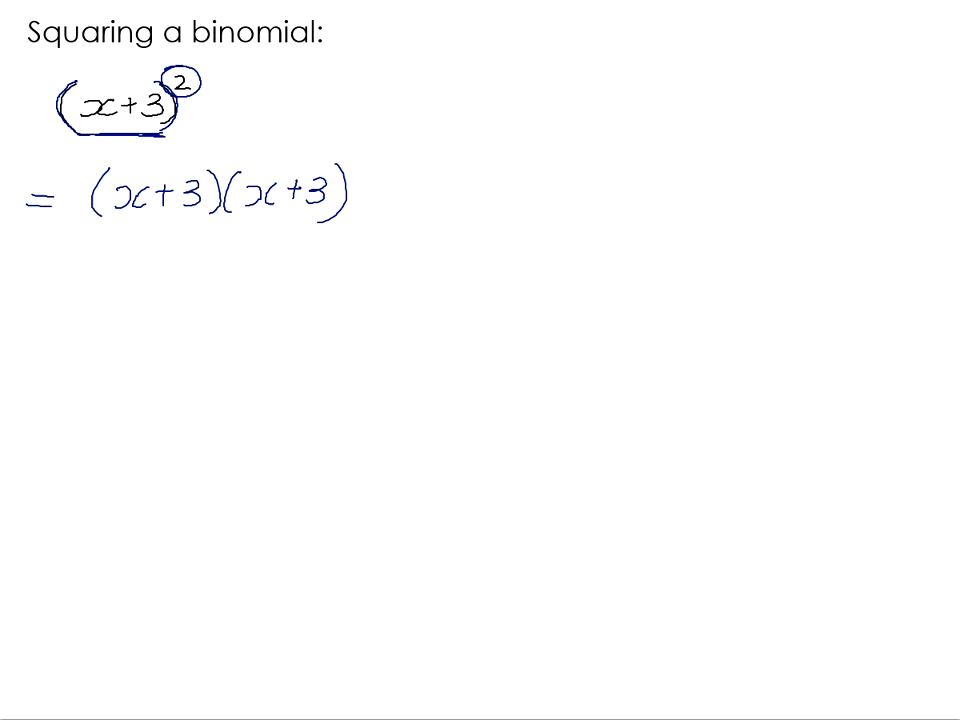 Squaring a binomial:
(x+3)²
= (x+3)(x+3)